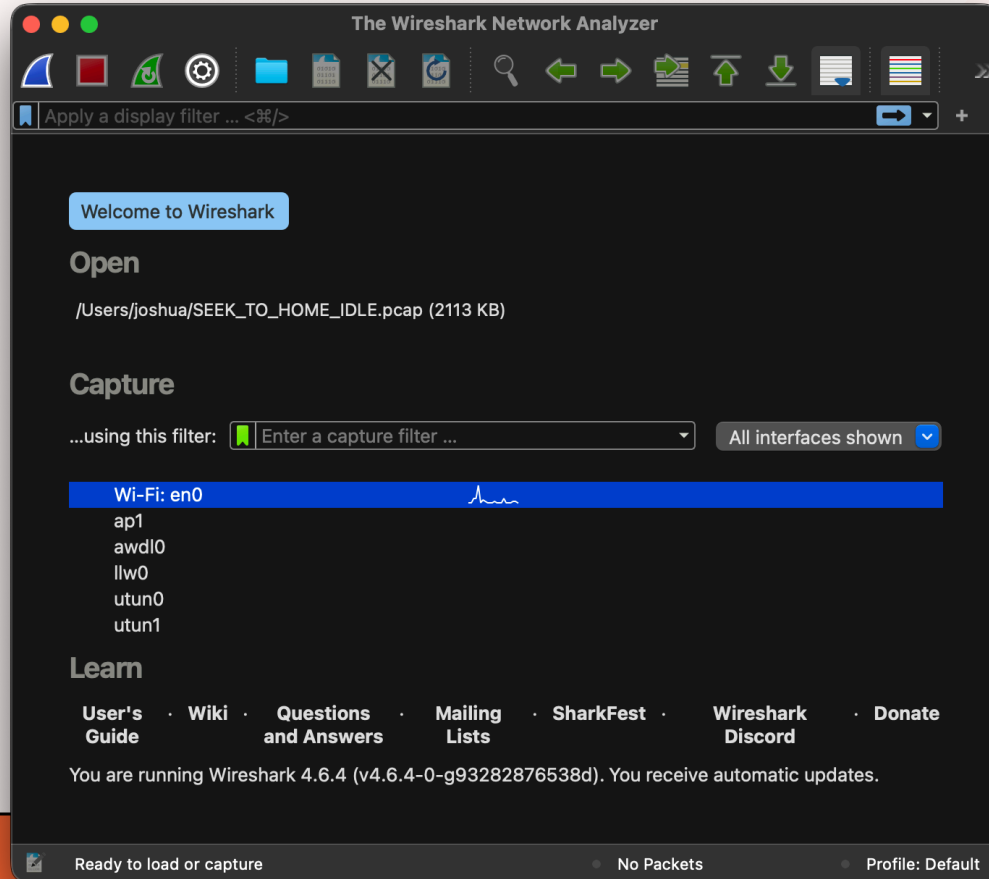 The Wireshark Network Analyzer
Apply a display filter ... <⌘/>
+
Welcome to Wireshark
Open
/Users/joshua/SEEK_TO_HOME_IDLE.pcap (2113 KB)
Capture
...using this filter: Enter a capture filter ... All interfaces shown
Wi-Fi: en0
ap1
awdl0
llw0
utun0
utun1
Learn
User's Guide · Wiki · Questions and Answers · Mailing Lists · SharkFest · Wireshark Discord · Donate
You are running Wireshark 4.6.4 (v4.6.4-0-g93282876538d). You receive automatic updates.
Ready to load or capture No Packets Profile: Default